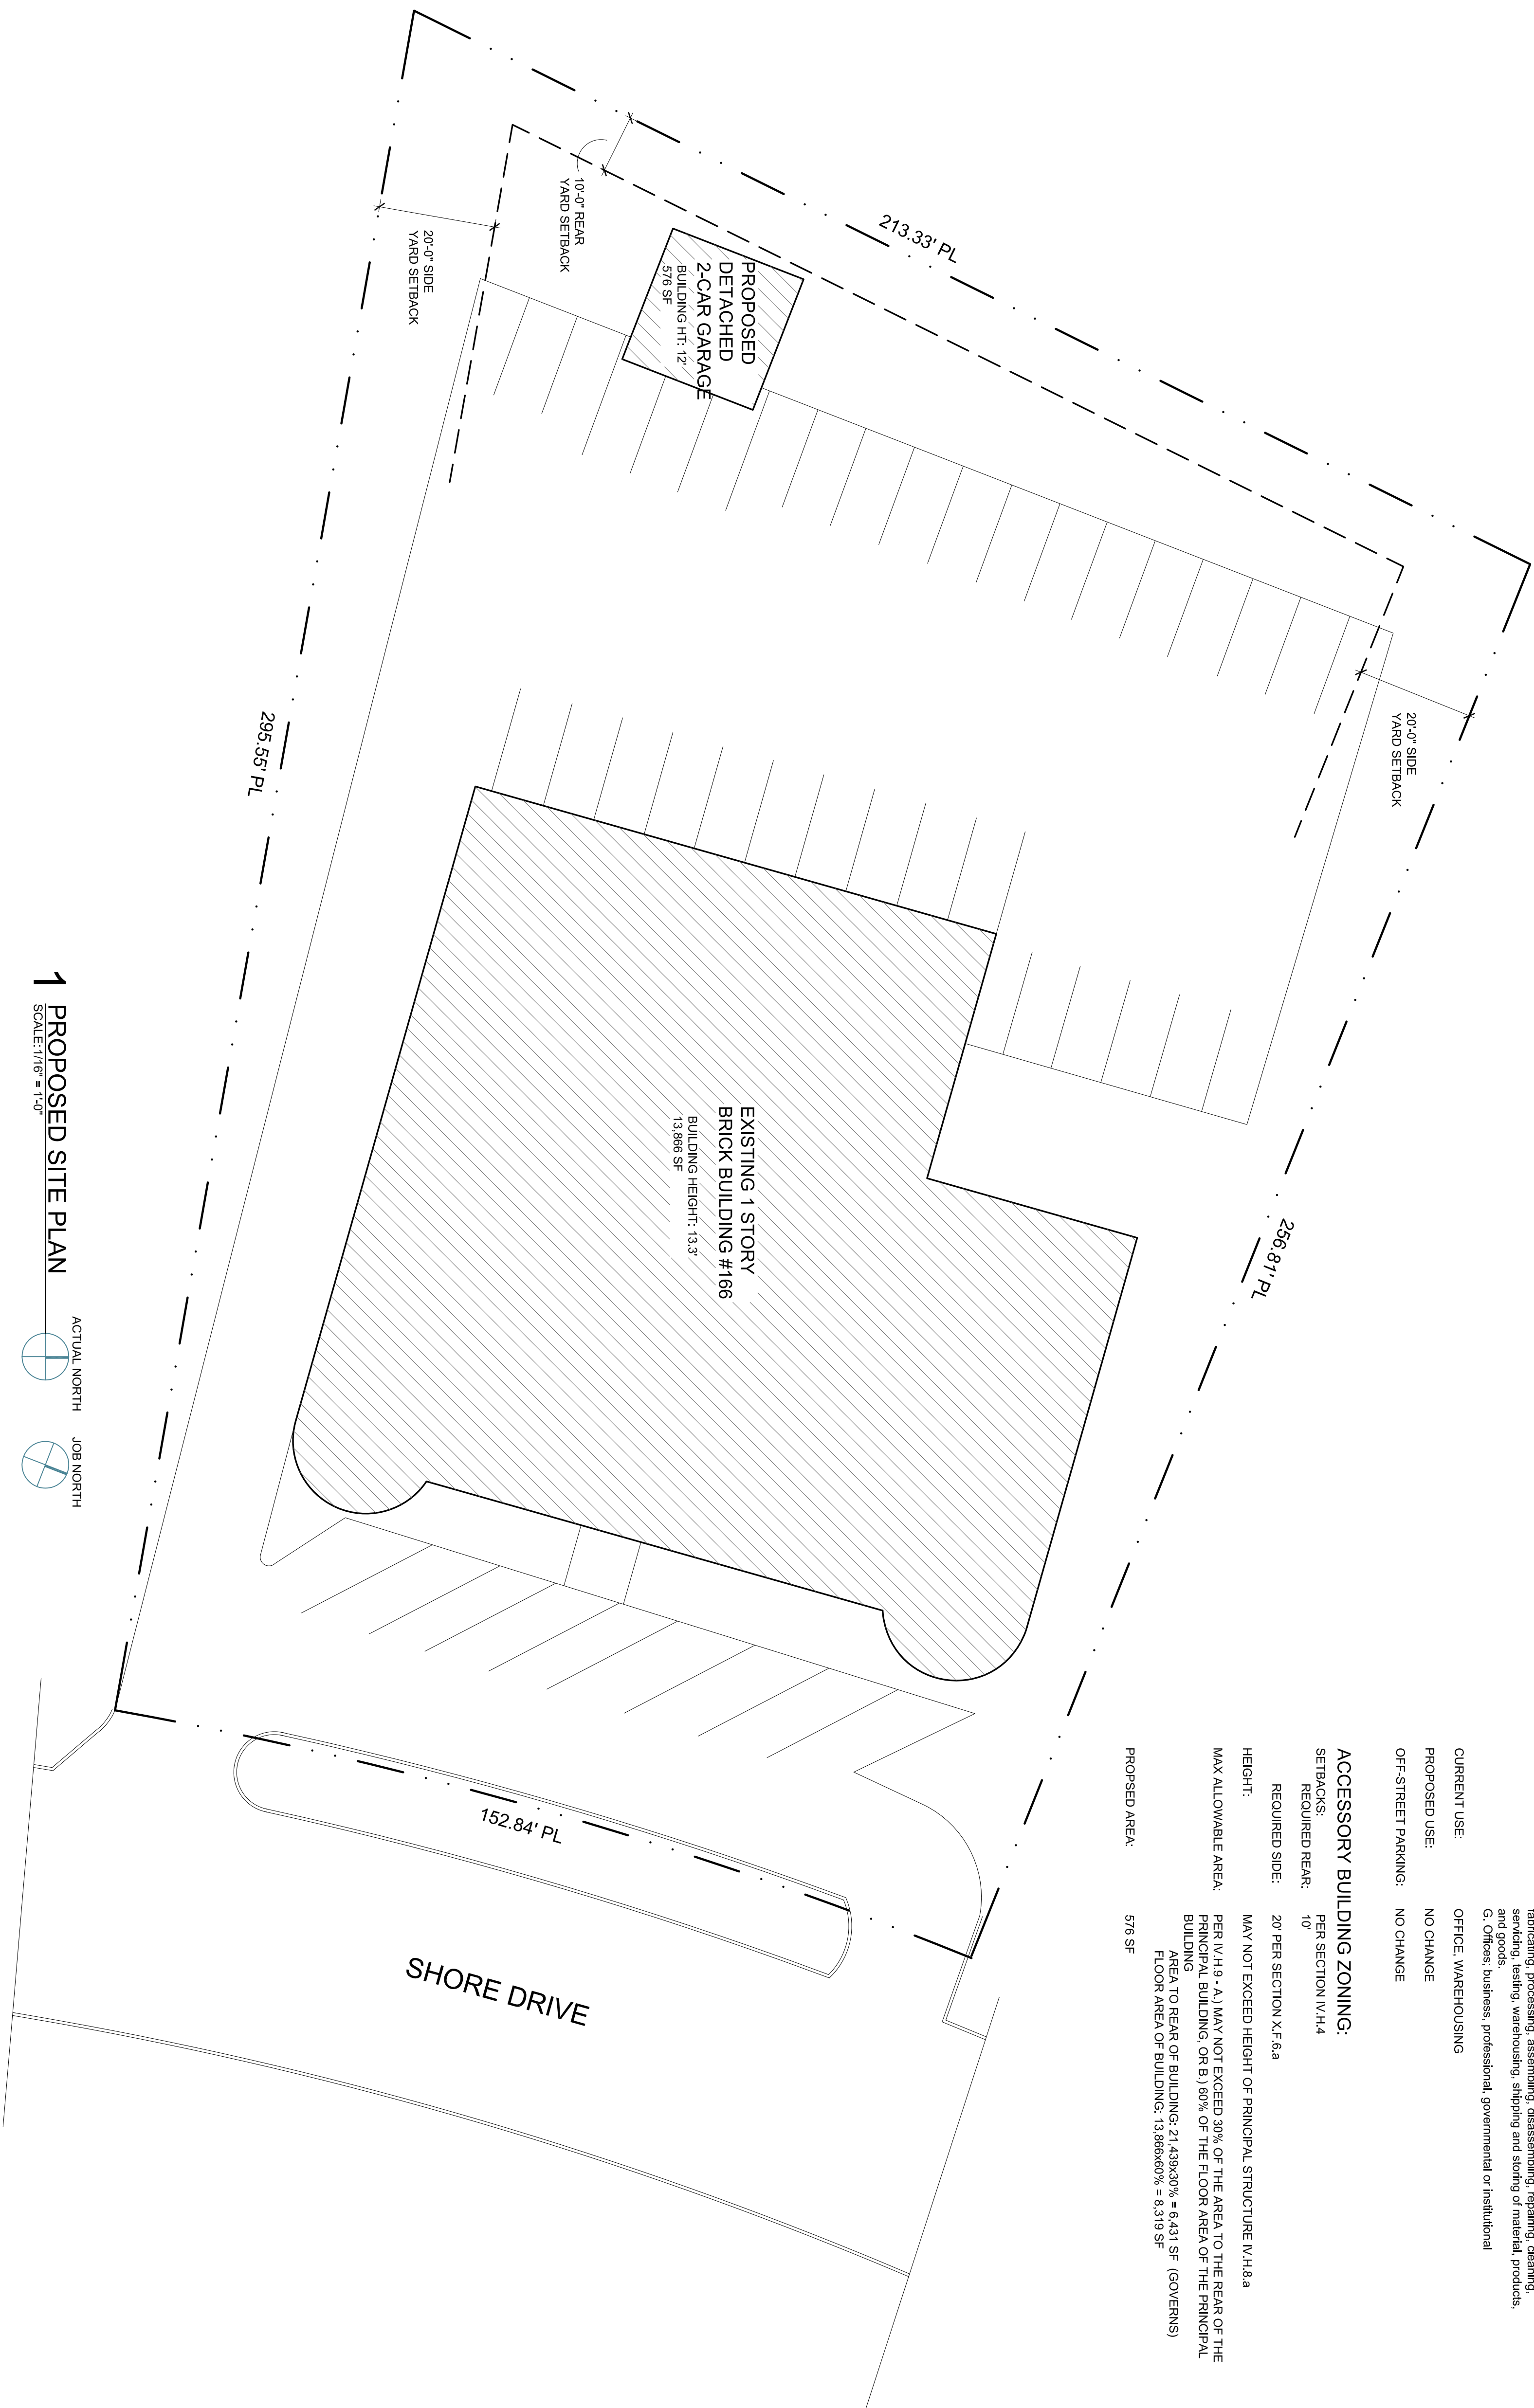 fabricating, processing, assembling, disassembling, repairing, cleaning,
servicing, testing, warehousing, shipping and storing of material, products,
and goods.
G. Offices; business, professional, governmental or institutional
CURRENT USE: OFFICE, WAREHOUSING
PROPOSED USE: NO CHANGE
OFF-STREET PARKING: NO CHANGE
ACCESSORY BUILDING ZONING:
SETBACKS: PER SECTION IV.H.4
REQUIRED REAR: 10'
REQUIRED SIDE: 20' PER SECTION X.F.6.a
HEIGHT: MAY NOT EXCEED HEIGHT OF PRINCIPAL STRUCTURE IV.H.8.a
MAX ALLOWABLE AREA: PER IV.H.9 - A.) MAY NOT EXCEED 30% OF THE AREA TO THE REAR OF THE
PRINCIPAL BUILDING, OR B.) 60% OF THE FLOOR AREA OF THE PRINCIPAL
BUILDING
AREA TO REAR OF BUILDING: 21,439x30% = 6,431 SF (GOVERNS)
FLOOR AREA OF BUILDING: 13,866x60% = 8,319 SF
PROPSED AREA: 576 SF
20'-0" SIDE
YARD SETBACK
256.81' PL
213.33' PL
PROPOSED
DETACHED
2-CAR GARAGE
BUILDING HT: 12'
576 SF
10'-0" REAR
YARD SETBACK
20'-0" SIDE
YARD SETBACK
EXISTING 1 STORY
BRICK BUILDING #166
BUILDING HEIGHT: 13.3'
13,866 SF
152.84' PL
SHORE DRIVE
295.55' PL
1 PROPOSED SITE PLAN
SCALE: 1/16" = 1'-0"
ACTUAL NORTH
JOB NORTH